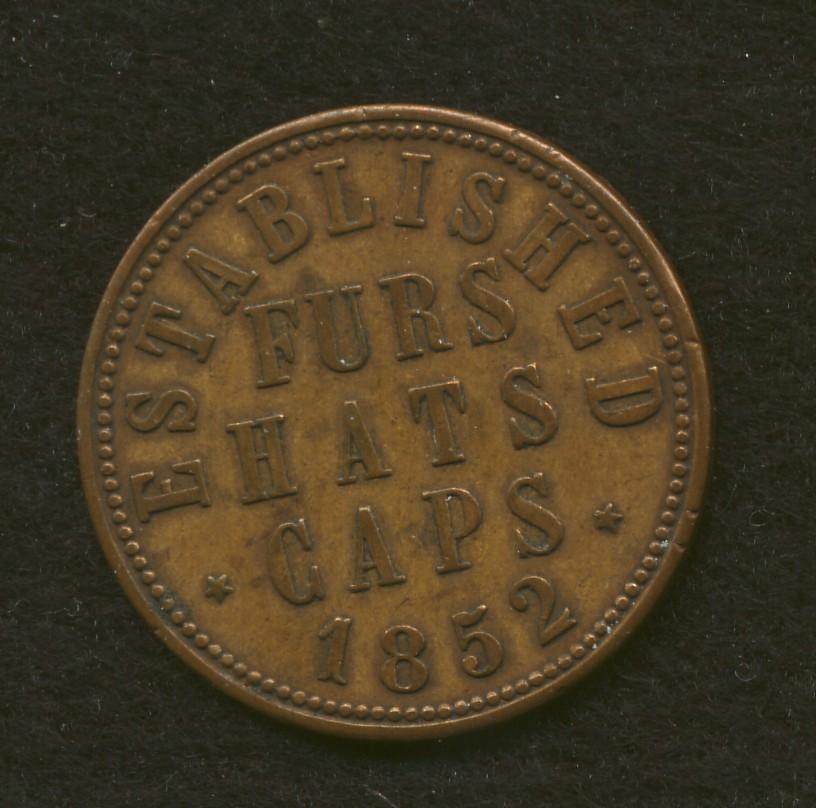 ESTABLISHED
FURS
HATS
CAPS
1852